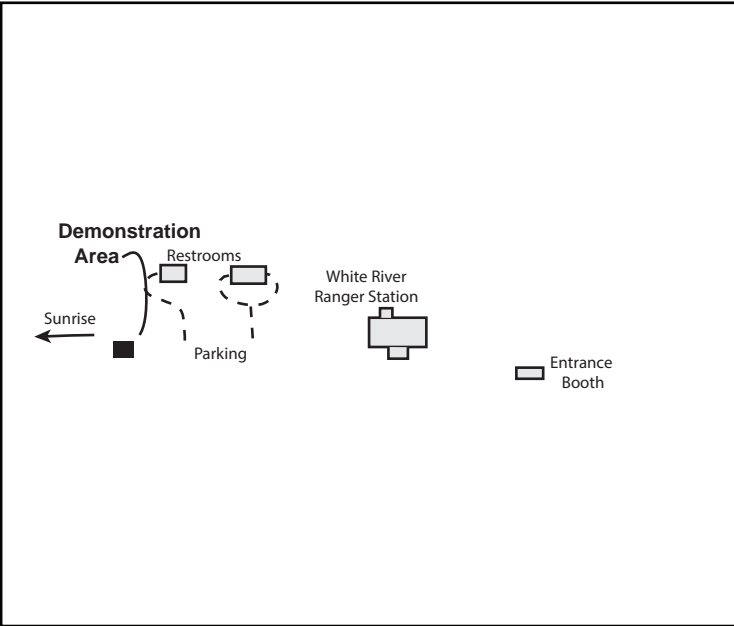 Demonstration
Area
Restrooms
White River
Ranger Station
Sunrise
Parking
Entrance
Booth